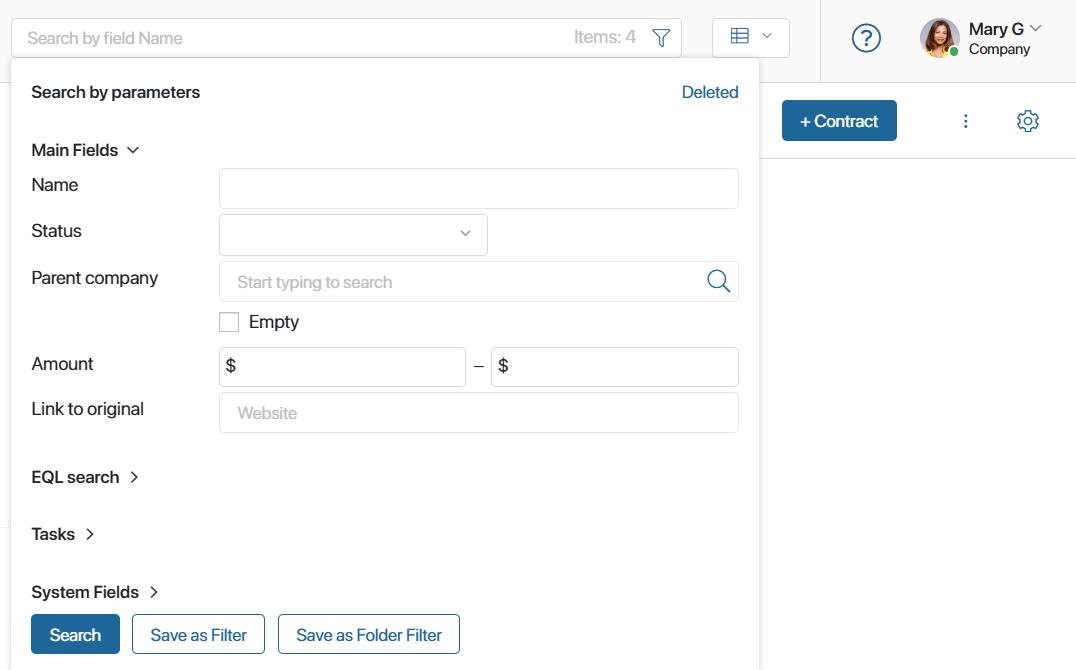 Search by field Name
Items: 4
?
Mary G
Company
Search by parameters
Deleted
+ Contract
Main Fields
Name
Status
Parent company
Start typing to search
Empty
Amount
$ – $
Link to original
Website
EQL search
Tasks
System Fields
Search
Save as Filter
Save as Folder Filter